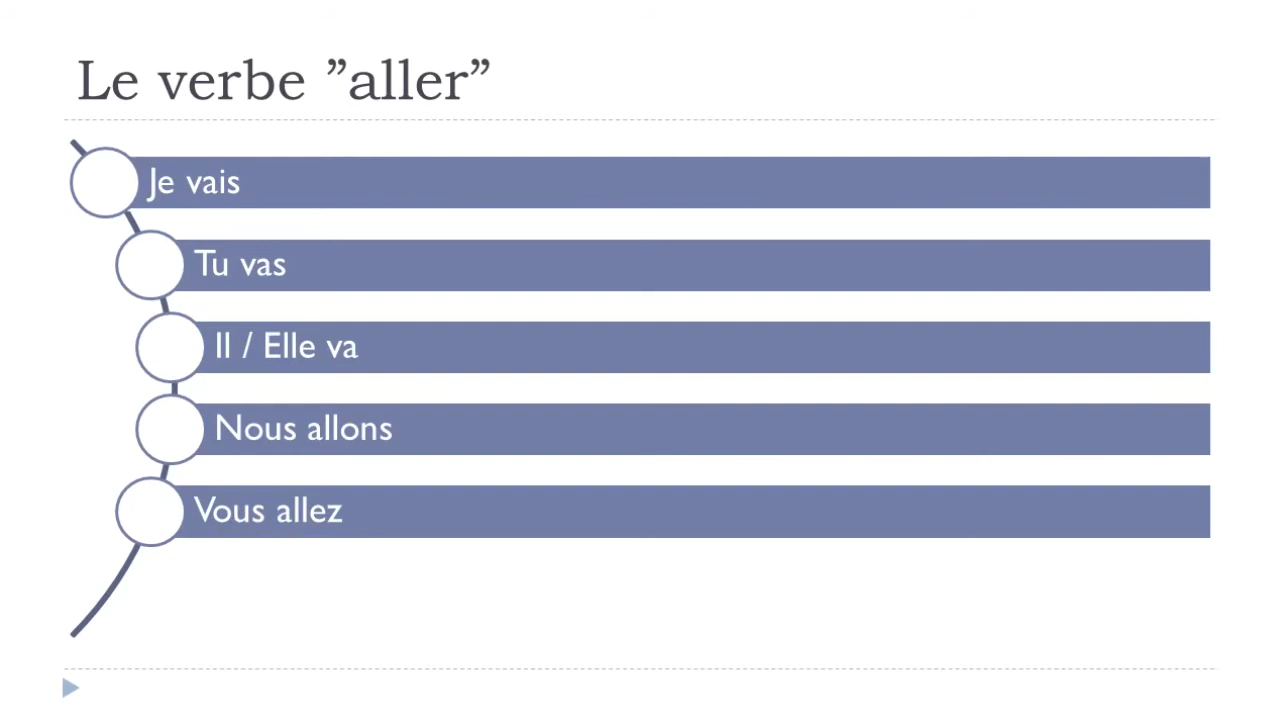 Le verbe ”aller”
Je vais
Tu vas
Il / Elle va
Nous allons
Vous allez